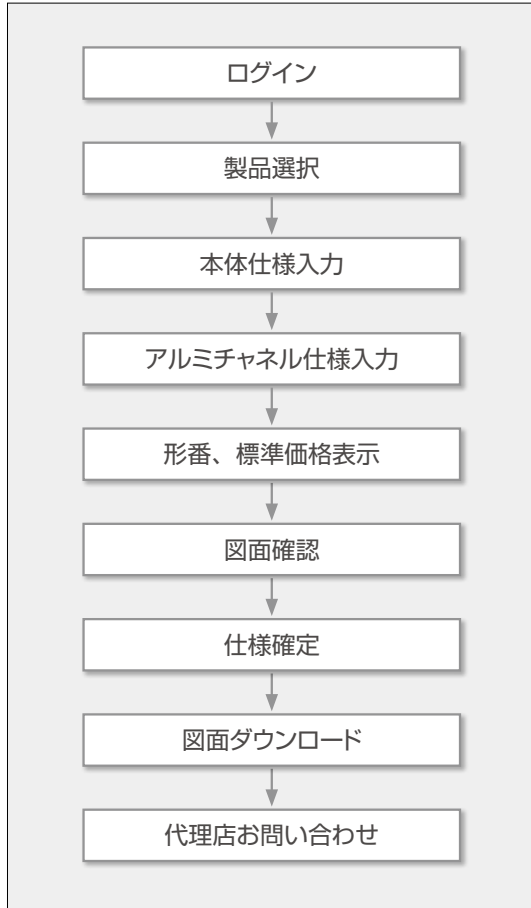 ログイン
製品選択
本体仕様入力
アルミチャネル仕様入力
形番、標準価格表示
図面確認
仕様確定
図面ダウンロード
代理店お問い合わせ